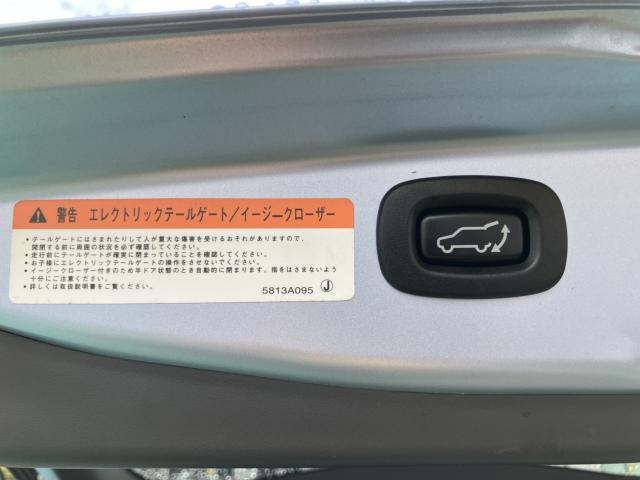 警告 エレクトリックテールゲート/イージークローザー
• テールゲートにはさまれたりして人が重大な傷害を受けるおそれがありますので、
開閉する前に周囲の状況を必ず確認してください。
• 走行前にテールゲートが確実に閉まっていることを確認してください。
• お子様にエレクトリックテールゲートの操作をさせないでください。
• イージークローザー付きのため半ドア状態のとき自動的に閉まります。指をはさまないよう
十分にご注意ください。
• 詳しくは取扱説明書をご覧ください。
5813A095 Ⓙ